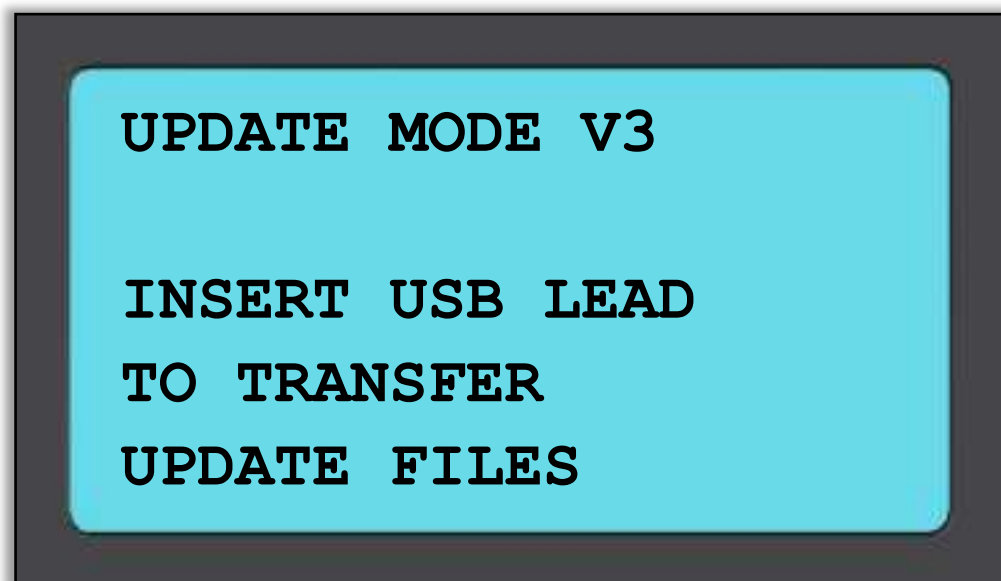 UPDATE MODE V3
INSERT USB LEAD
TO TRANSFER
UPDATE FILES